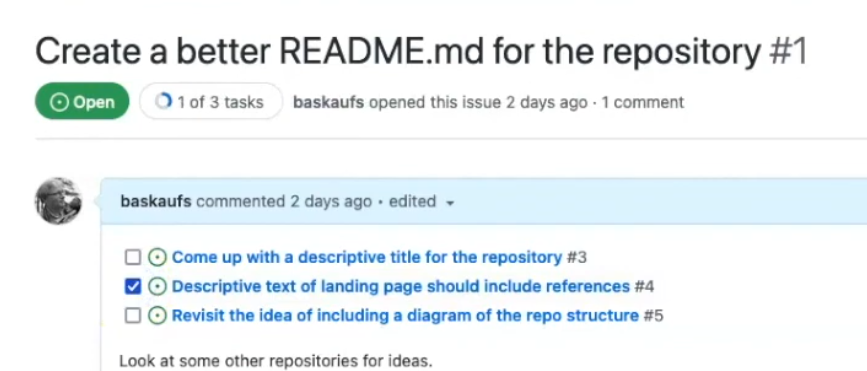 Create a better README.md for the repository #1
Open 1 of 3 tasks baskaufs opened this issue 2 days ago · 1 comment
baskaufs commented 2 days ago • edited
Come up with a descriptive title for the repository #3
Descriptive text of landing page should include references #4
Revisit the idea of including a diagram of the repo structure #5
Look at some other repositories for ideas.